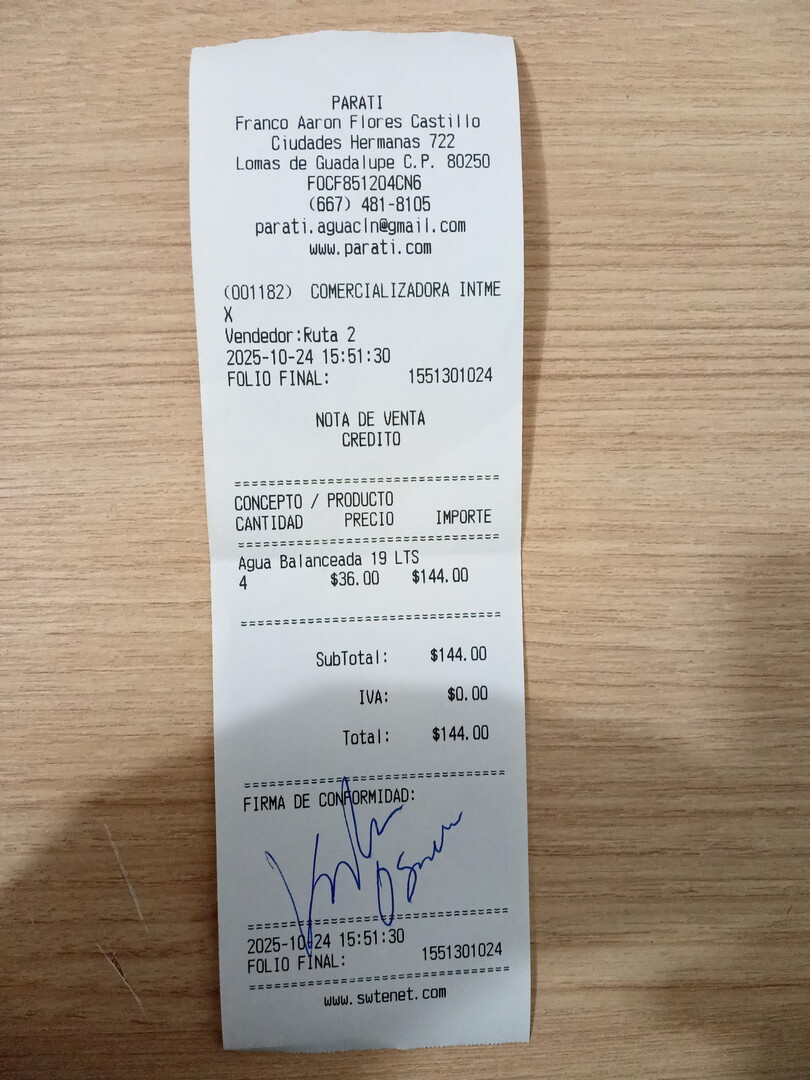 PARATI
Franco Aaron Flores Castillo
Ciudades Hermanas 722
Lomas de Guadalupe C.P. 80250
FOCF851204CN6
(667) 481-8105
parati.aguacln@gmail.com
www.parati.com
(001182) COMERCIALIZADORA INTME
X
Vendedor:Ruta 2
2025-10-24 15:51:30
FOLIO FINAL: 1551301024
NOTA DE VENTA
CREDITO
================================
CONCEPTO / PRODUCTO
CANTIDAD PRECIO IMPORTE
================================
Agua Balanceada 19 LTS
4 $36.00 $144.00
================================
SubTotal: $144.00
IVA: $0.00
Total: $144.00
================================
FIRMA DE CONFORMIDAD:
================================
2025-10-24 15:51:30
FOLIO FINAL: 1551301024
================================
www.swtenet.com